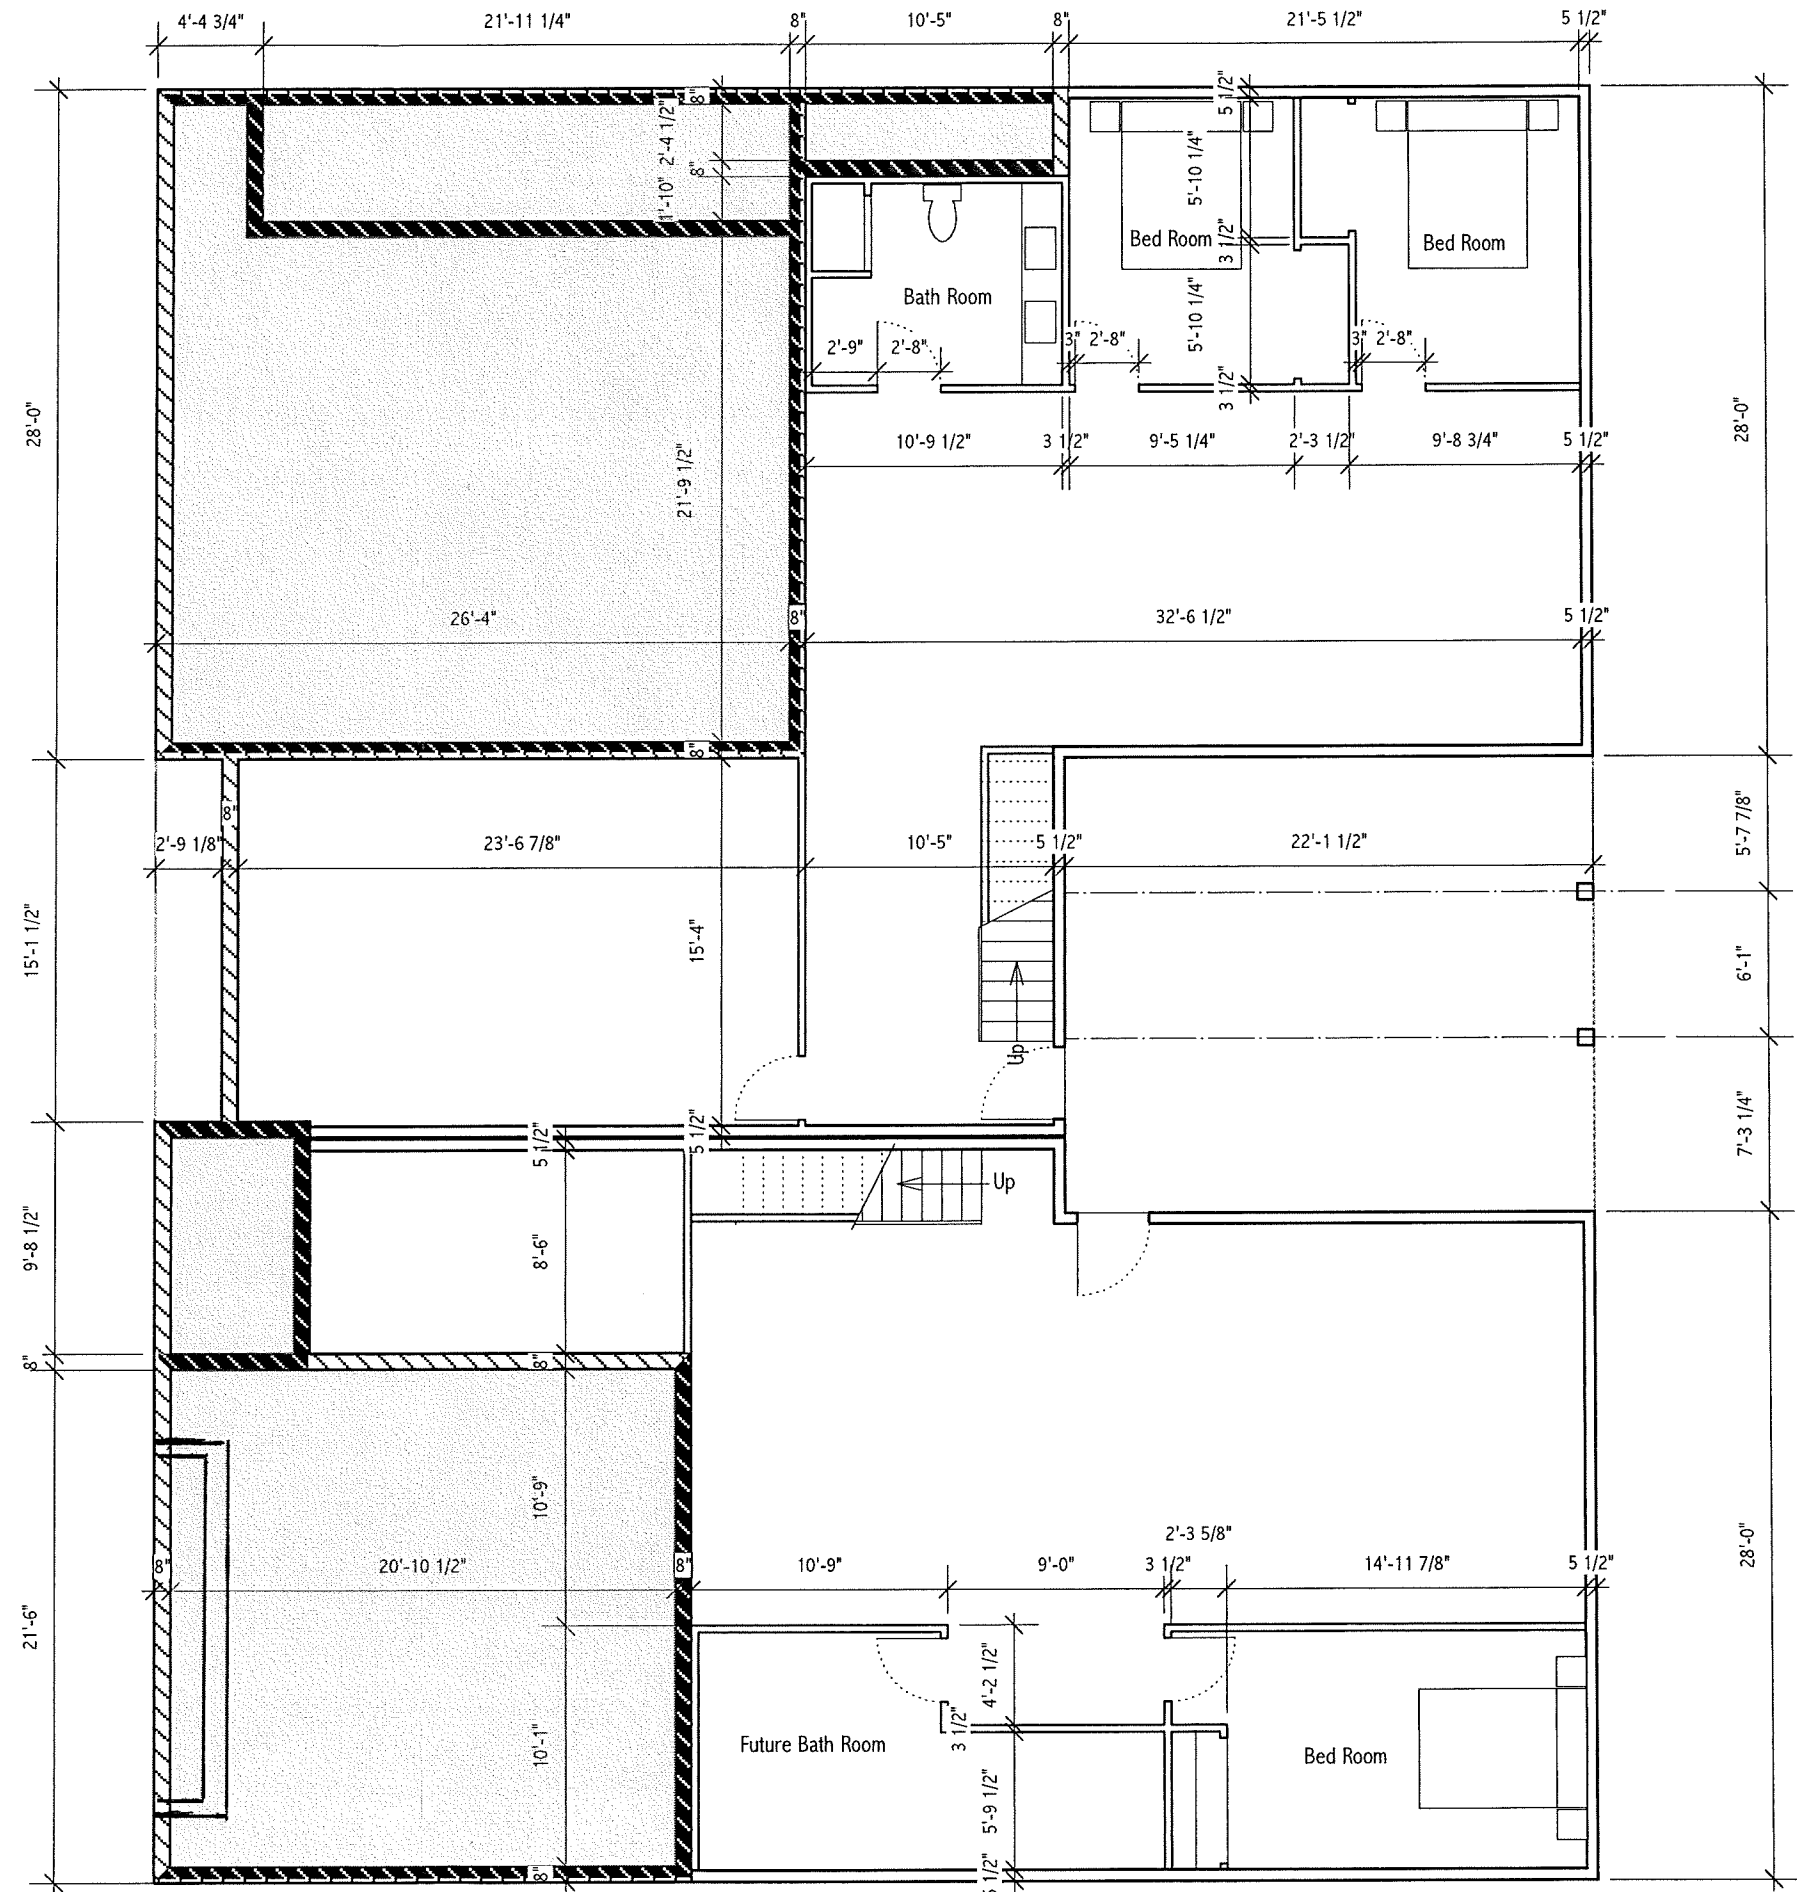 4'-4 3/4" 21'-11 1/4" 8" 10'-5" 8" 21'-5 1/2" 5 1/2"
8"
2'-4 1/2"
8"
1'-10"
5 1/2"
5'-10 1/4"
Bed Room
3 1/2"
Bed Room
Bath Room
5'-10 1/4"
2'-9" 2'-8" 3" 2'-8" 3" 2'-8"
3 1/2"
28'-0"
28'-0"
10'-9 1/2" 3 1/2" 9'-5 1/4" 2'-3 1/2" 9'-8 3/4" 5 1/2"
21'-9 1/2"
26'-4" 8" 32'-6 1/2" 5 1/2"
8"
8"
5'-7 7/8"
2'-9 1/8" 23'-6 7/8" 10'-5" 5 1/2" 22'-1 1/2"
15'-1 1/2"
15'-4"
6'-1"
Up
5 1/2"
5 1/2"
7'-3 1/4"
Up
9'-8 1/2"
8'-6"
8"
8"
10'-9"
2'-3 5/8"
28'-0"
8" 20'-10 1/2" 8" 10'-9" 9'-0" 3 1/2" 14'-11 7/8" 5 1/2"
21'-6"
4'-2 1/2"
3 1/2"
10'-1"
Future Bath Room
Bed Room
5'-9 1/2"
8"
1/2"